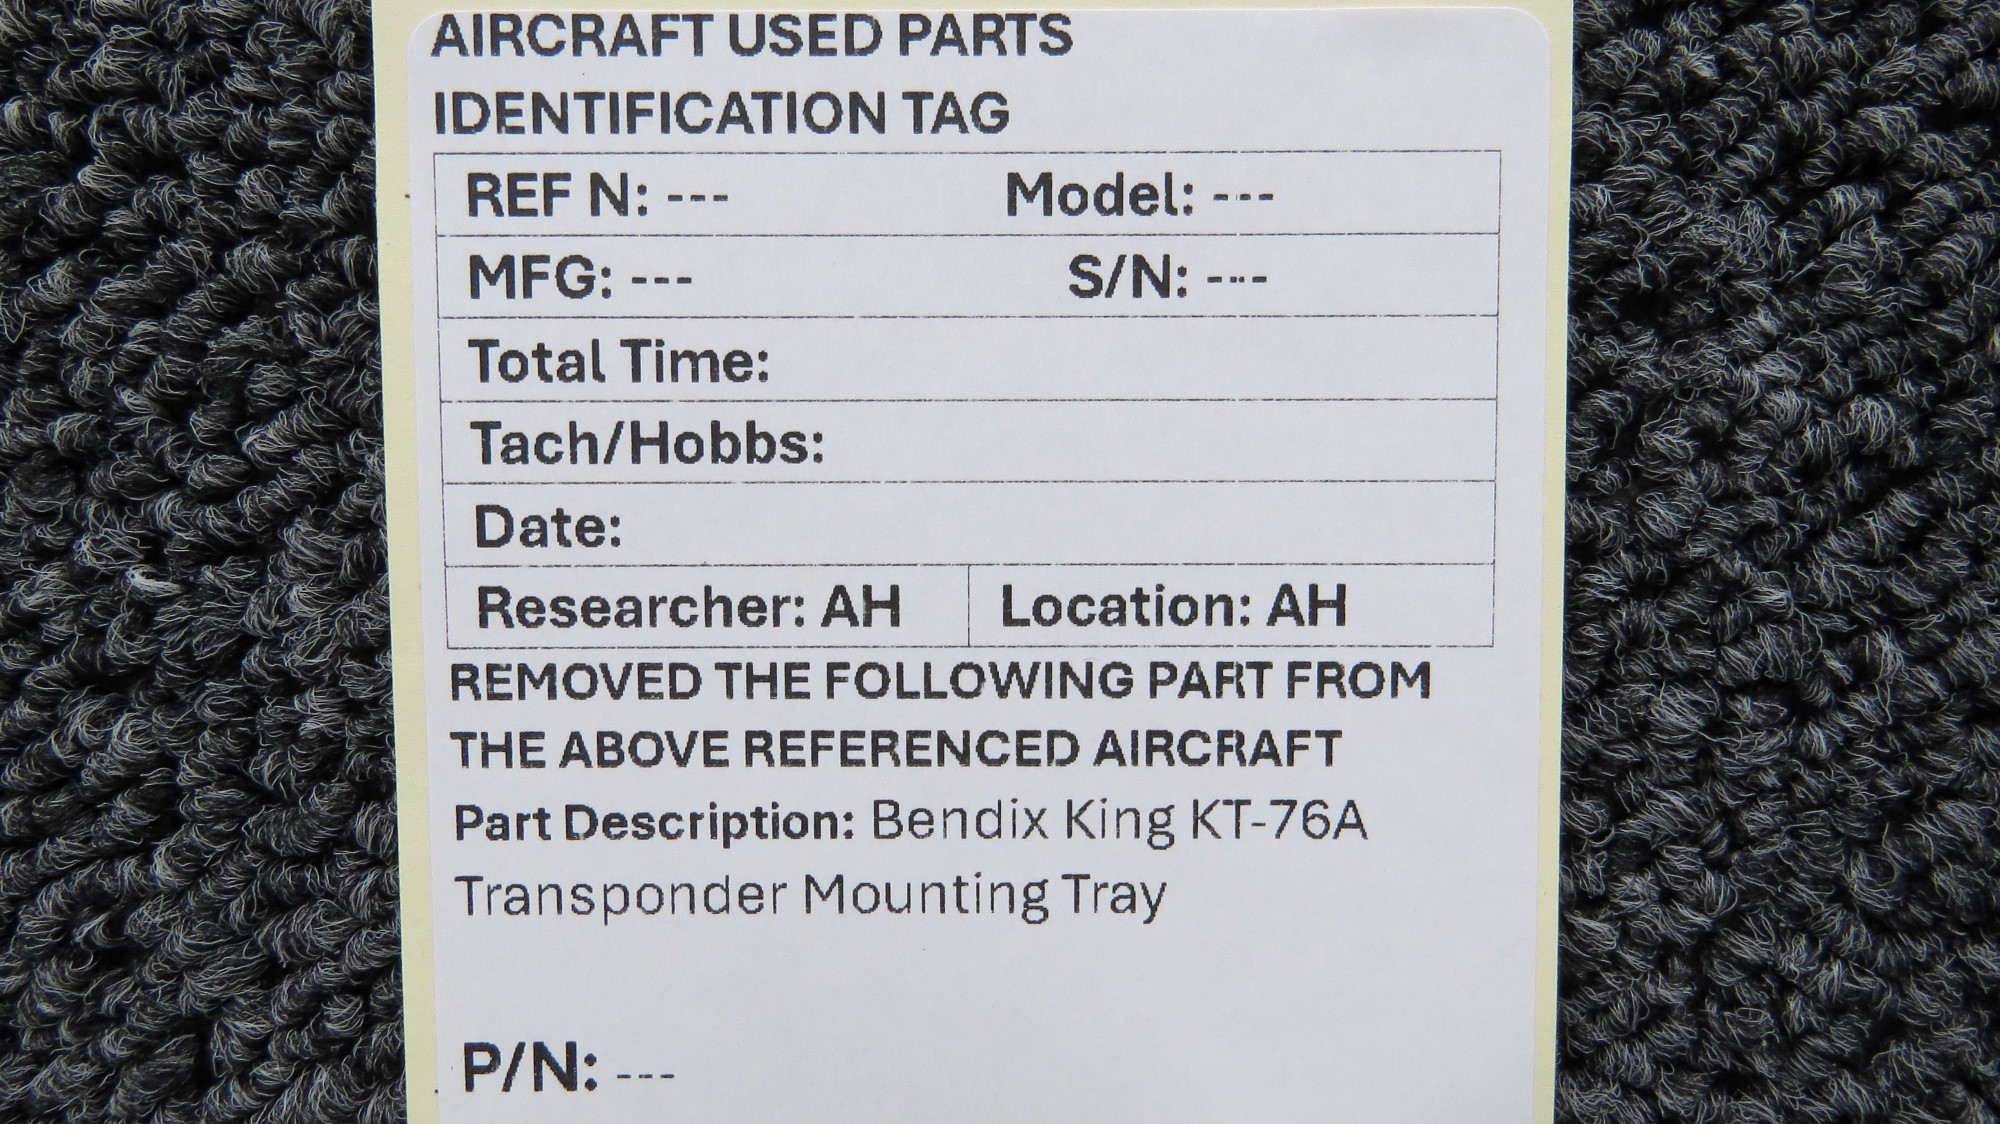 AIRCRAFT USED PARTS
IDENTIFICATION TAG
REF N: --- Model: ---
MFG: --- S/N: ---
Total Time:
Tach/Hobbs:
Date:
Researcher: AH Location: AH
REMOVED THE FOLLOWING PART FROM
THE ABOVE REFERENCED AIRCRAFT
Part Description: Bendix King KT-76A
Transponder Mounting Tray
P/N: ---